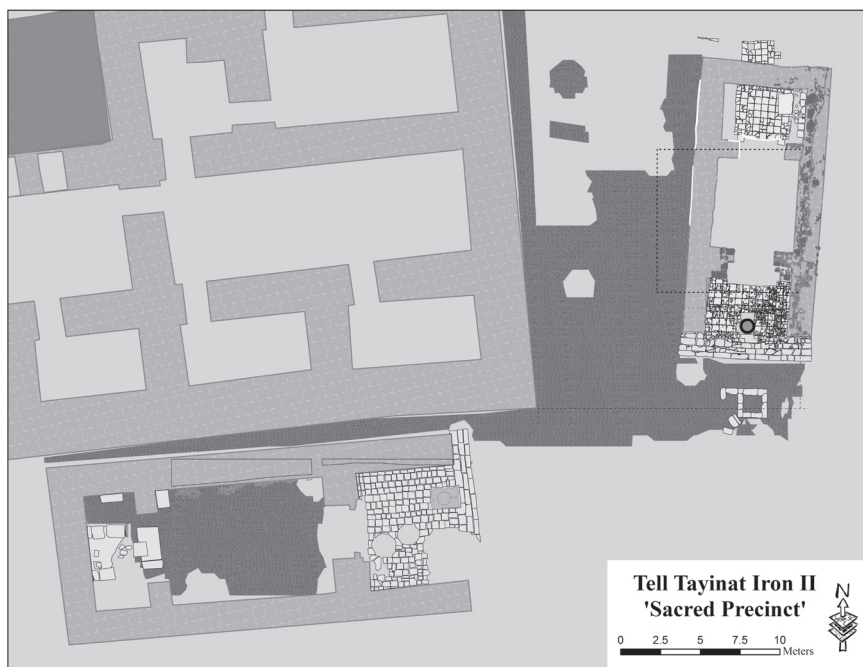 Tell Tayinat Iron II
'Sacred Precinct'
N
0 2.5 5 7.5 10
Meters